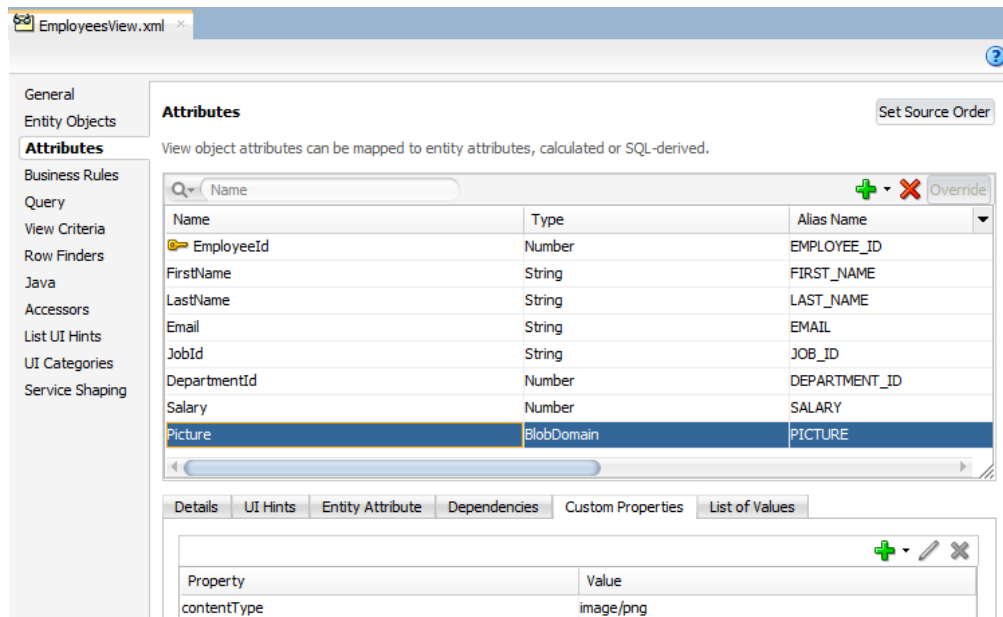 EmployeesView.xml
General
Entity Objects
Attributes
Business Rules
Query
View Criteria
Row Finders
Java
Accessors
List UI Hints
UI Categories
Service Shaping
Attributes
Set Source Order
View object attributes can be mapped to entity attributes, calculated or SQL-derived.
Name
Override
Name Type Alias Name
EmployeeId Number EMPLOYEE_ID
FirstName String FIRST_NAME
LastName String LAST_NAME
Email String EMAIL
JobId String JOB_ID
DepartmentId Number DEPARTMENT_ID
Salary Number SALARY
Picture BlobDomain PICTURE
Details UI Hints Entity Attribute Dependencies Custom Properties List of Values
Property Value
contentType image/png